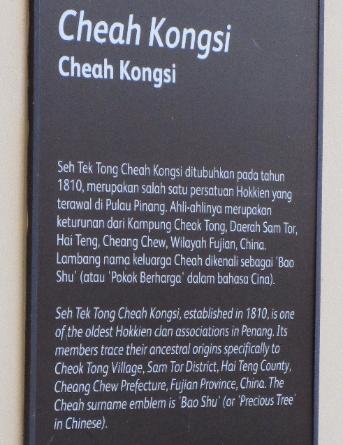 Cheah Kongsi
Cheah Kongsi
Seh Tek Tong Cheah Kongsi ditubuhkan pada tahun
1810, merupakan salah satu persatuan Hokkien yang
terawal di Pulau Pinang. Ahli-ahlinya merupakan
keturunan dari Kampung Cheok Tong, Daerah Sam Tor,
Hai Teng, Cheang Chew, Wilayah Fujian, China.
Lambang nama keluarga Cheah dikenali sebagai 'Bao
Shu' (atau 'Pokok Berharga' dalam bahasa Cina).
Seh Tek Tong Cheah Kongsi, established in 1810, is one
of the oldest Hokkien clan associations in Penang. Its
members trace their ancestral origins specifically to
Cheok Tong Village, Sam Tor District, Hai Teng County,
Cheang Chew Prefecture, Fujian Province, China. The
Cheah surname emblem is 'Bao Shu' (or 'Precious Tree'
in Chinese).